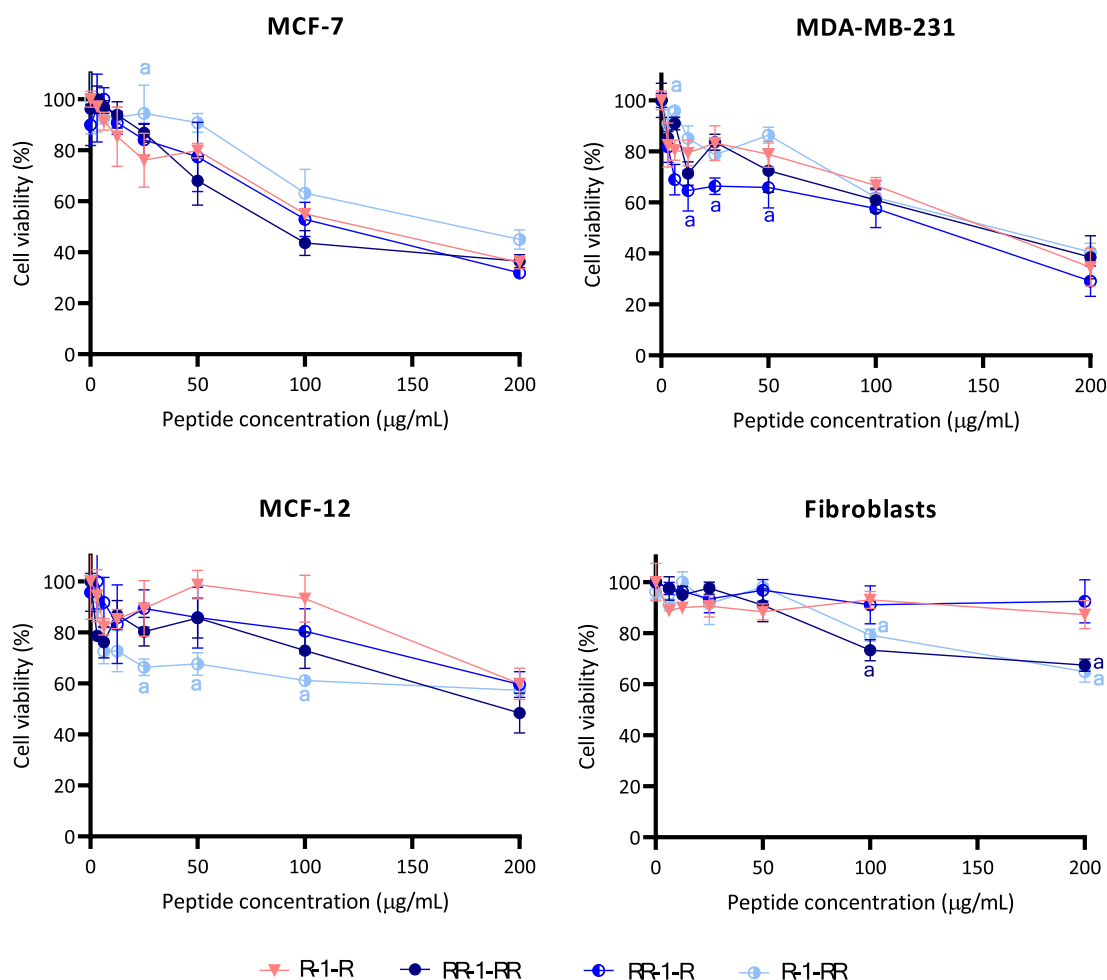 MCF-7
MDA-MB-231
a
a
100
80
60
40
20
0
Cell viability (%)
0
50
100
150
200
Peptide concentration (μg/mL)
100
80
60
40
20
0
Cell viability (%)
a
a
a
0
50
100
150
200
Peptide concentration (μg/mL)
MCF-12
Fibroblasts
100
80
60
40
20
0
Cell viability (%)
a
a
a
0
50
100
150
200
Peptide concentration (μg/mL)
100
80
60
40
20
0
Cell viability (%)
a
a
a
a
0
50
100
150
200
Peptide concentration (μg/mL)
R-1-R
RR-1-RR
RR-1-R
R-1-RR